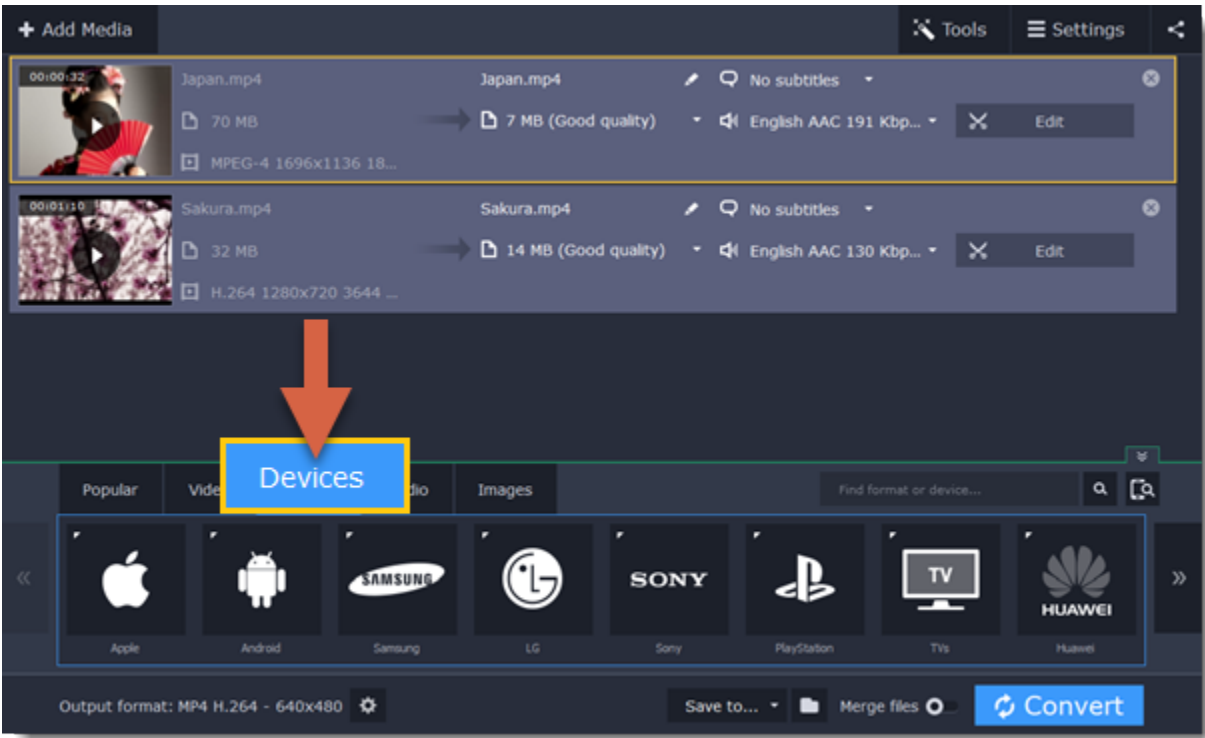 Add Media
Tools
Settings
00:00:32
Japan.mp4
Japan.mp4
No subtitles
70 MB
7 MB (Good quality)
English AAC 191 Kbp...
Edit
MPEG-4 1696x1136 18...
00:01:10
Sakura.mp4
Sakura.mp4
No subtitles
32 MB
14 MB (Good quality)
English AAC 130 Kbp...
Edit
H.264 1280x720 3644 ...
Popular
Vide
Devices
dio
Images
Find format or device...
SAMSUNG
SONY
TV
HUAWEI
Apple
Android
Samsung
LG
Sony
PlayStation
TVs
Huawei
Output format: MP4 H.264 - 640x480
Save to...
Merge files
Convert